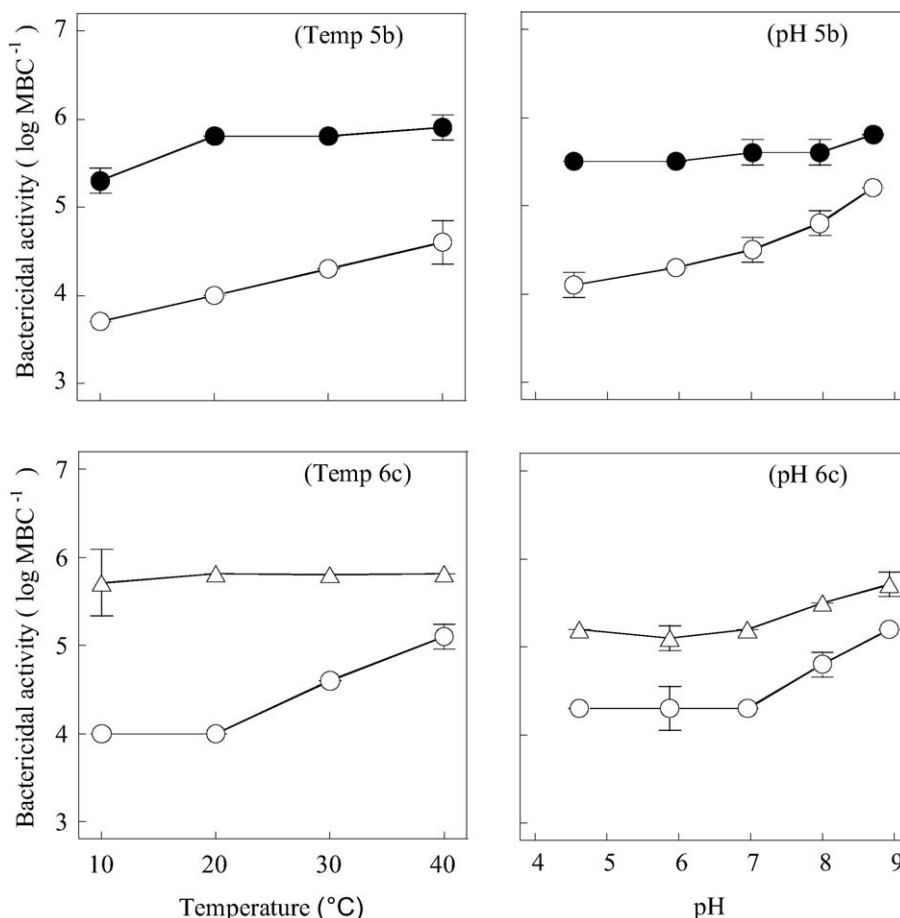 (Temp 5b)
(pH 5b)
Bactericidal activity ( log MBC⁻¹ )
7
6
5
4
3
(Temp 6c)
(pH 6c)
Bactericidal activity ( log MBC⁻¹ )
7
6
5
4
3
10 20 30 40
4 5 6 7 8 9
Temperature (°C)
pH